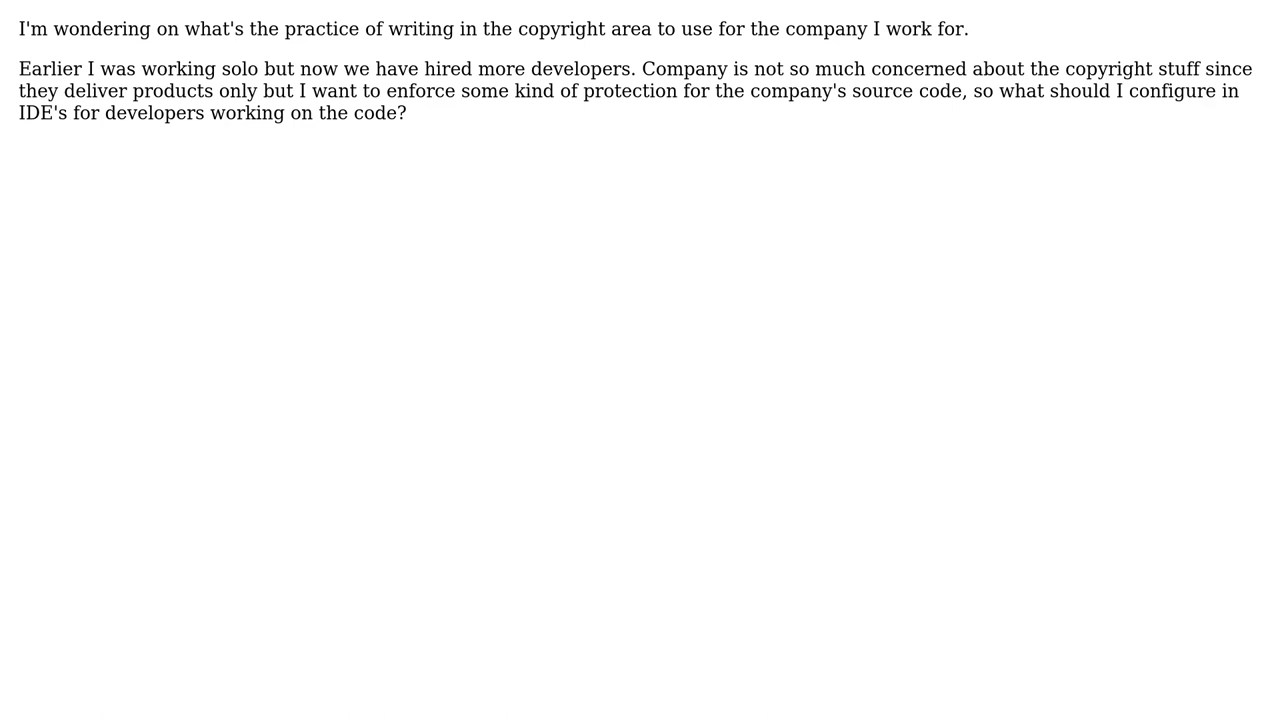 I'm wondering on what's the practice of writing in the copyright area to use for the company I work for.
Earlier I was working solo but now we have hired more developers. Company is not so much concerned about the copyright stuff since
they deliver products only but I want to enforce some kind of protection for the company's source code, so what should I configure in
IDE's for developers working on the code?